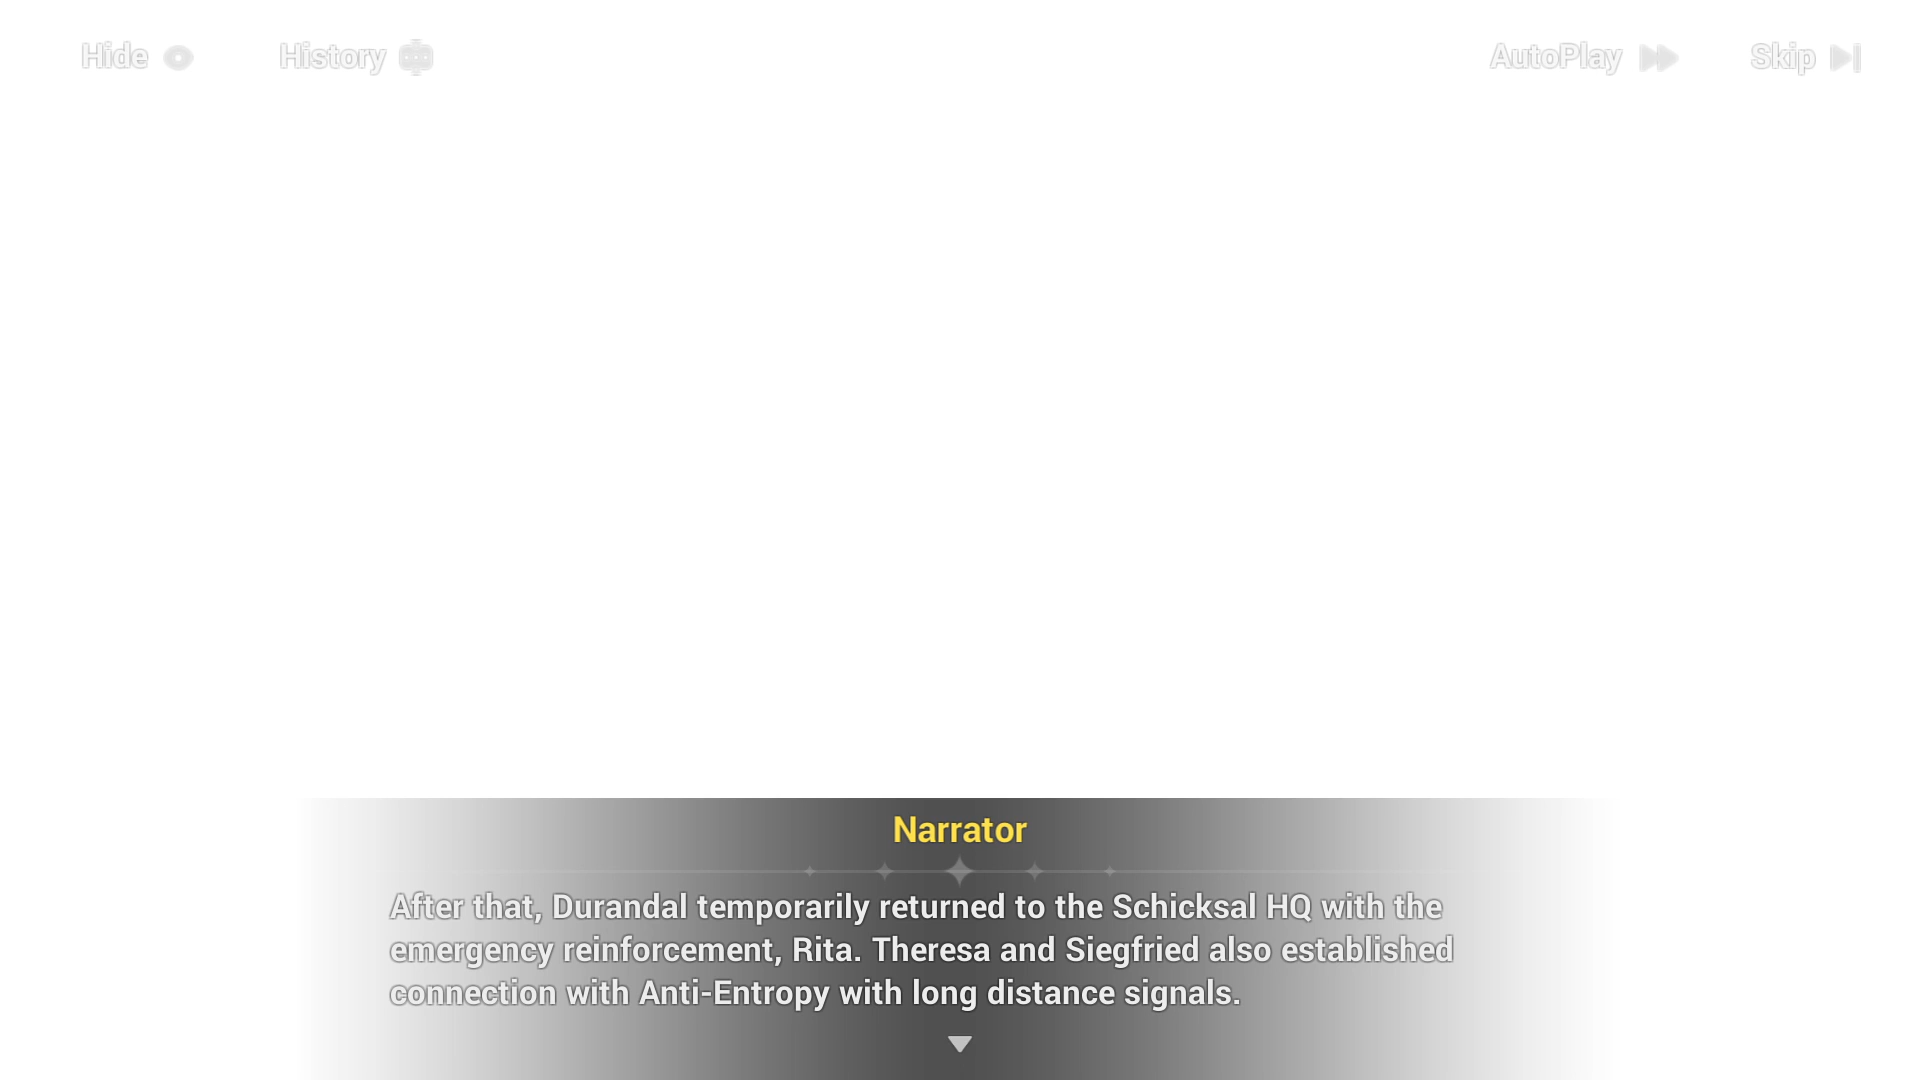 Hide
History
AutoPlay
Skip
Narrator
After that, Durandal temporarily returned to the Schicksal HQ with the
emergency reinforcement, Rita. Theresa and Siegfried also established
connection with Anti-Entropy with long distance signals.